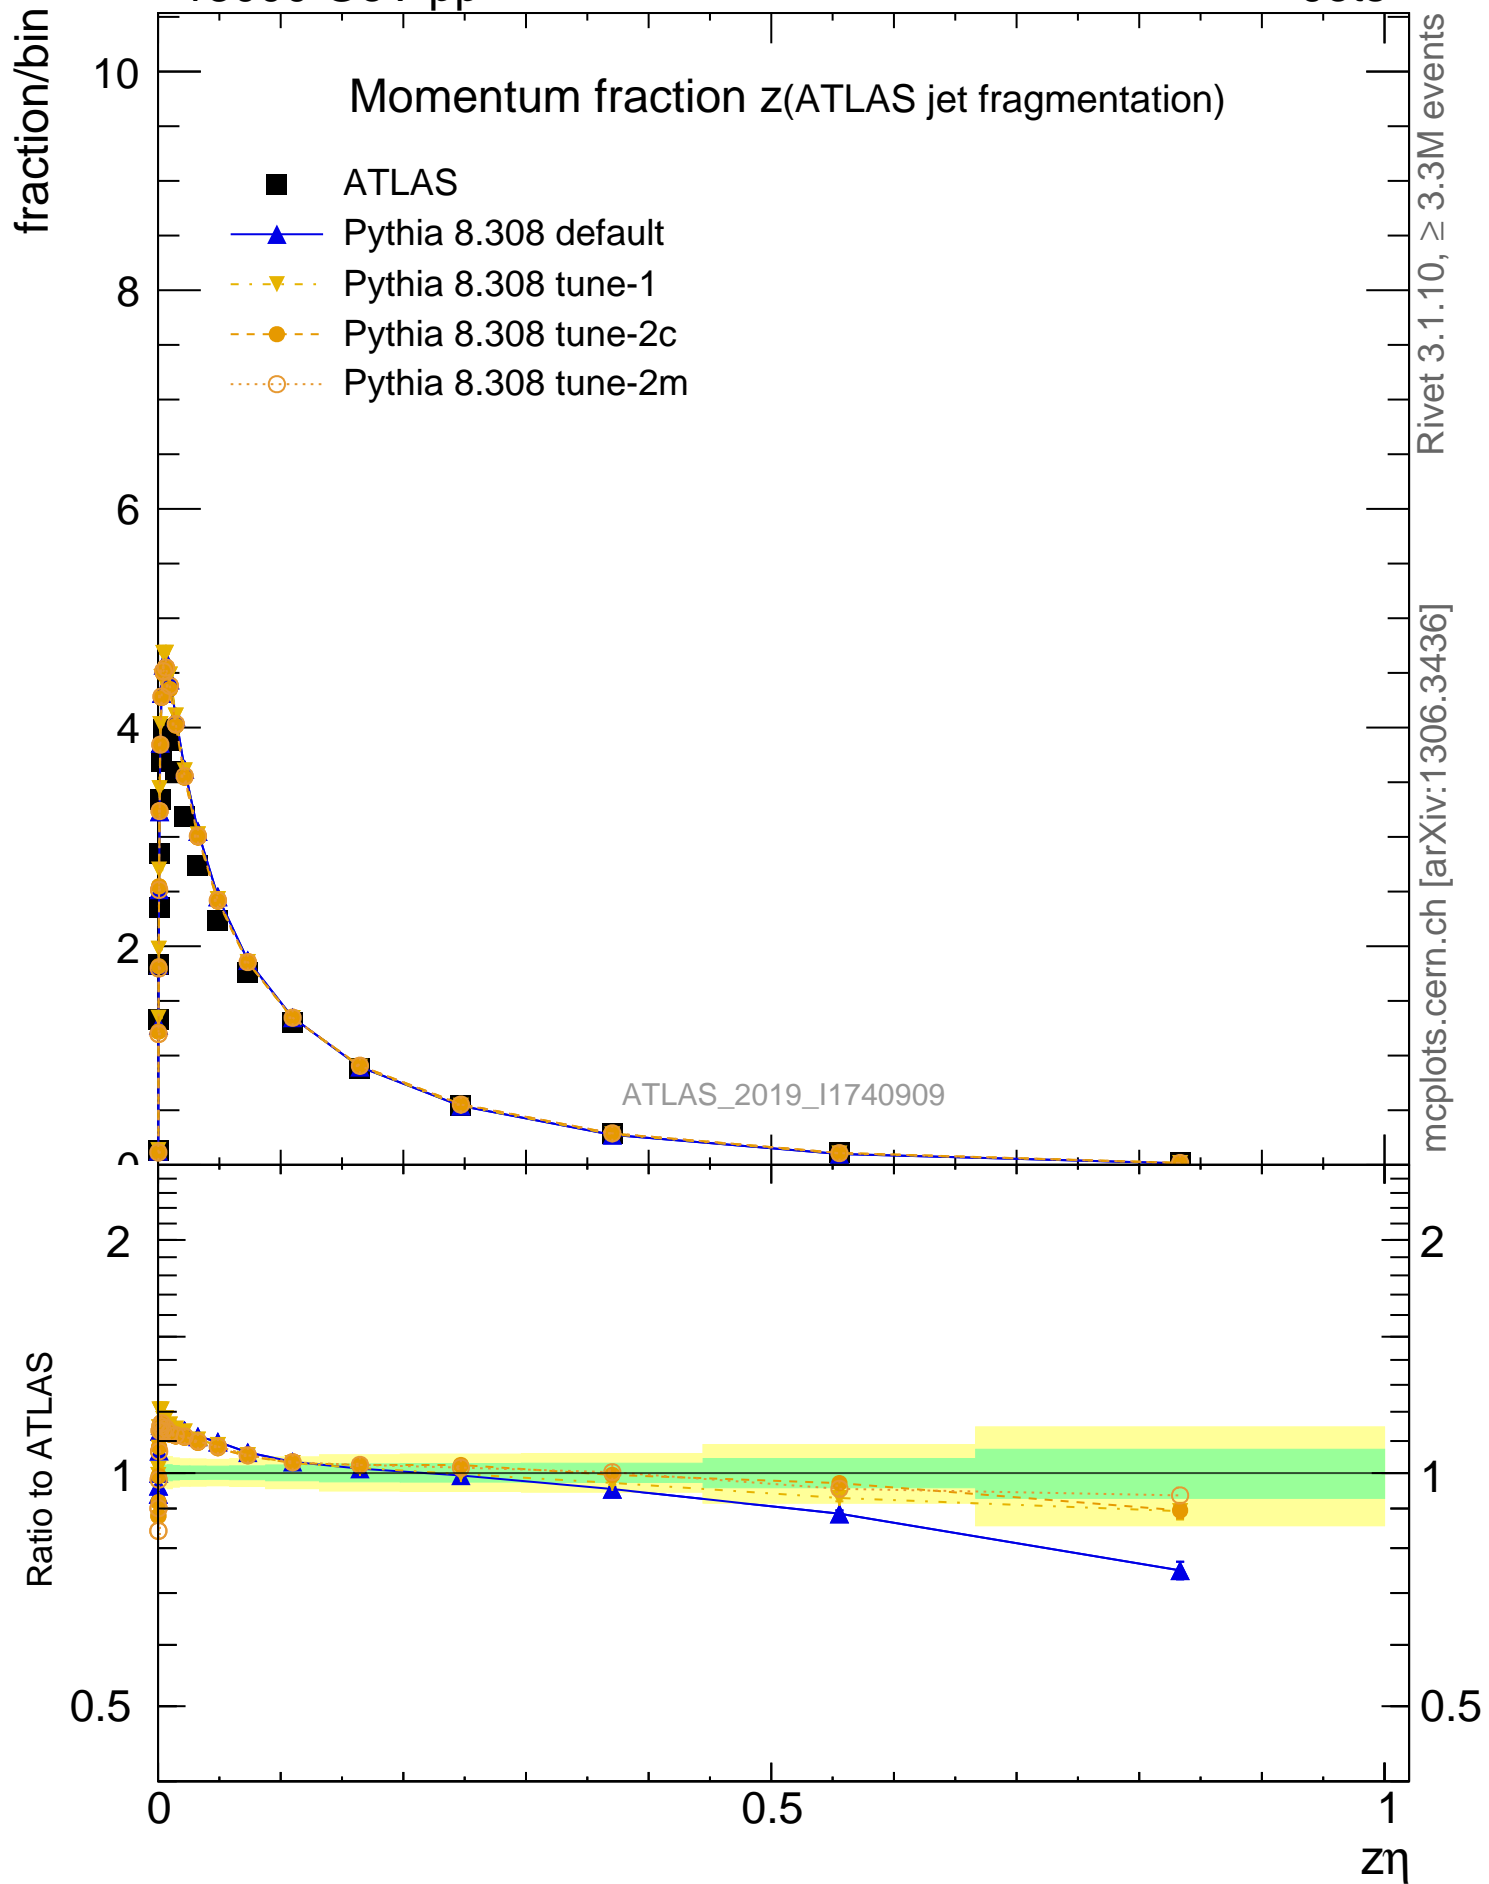 fraction/bin
10
Momentum fraction z(ATLAS jet fragmentation)
ATLAS
Pythia 8.308 default
Pythia 8.308 tune-1
Pythia 8.308 tune-2c
Pythia 8.308 tune-2m
8
6
4
2
0
ATLAS_2019_I1740909
Rivet 3.1.10, ≥ 3.3M events
mcplots.cern.ch [arXiv:1306.3436]
Ratio to ATLAS
2
1
0.5
2
1
0.5
0
0.5
1
zη